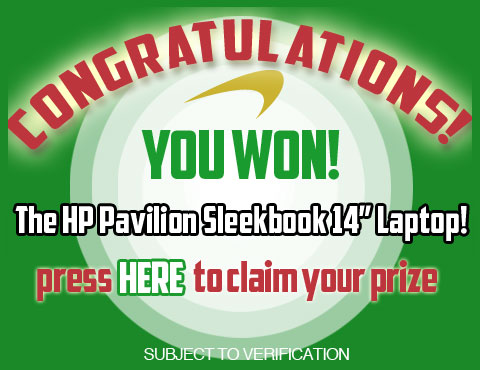 CONGRATULATIONS!
YOU WON!
The HP Pavilion Sleekbook 14" Laptop!
press HERE to claim your prize
SUBJECT TO VERIFICATION